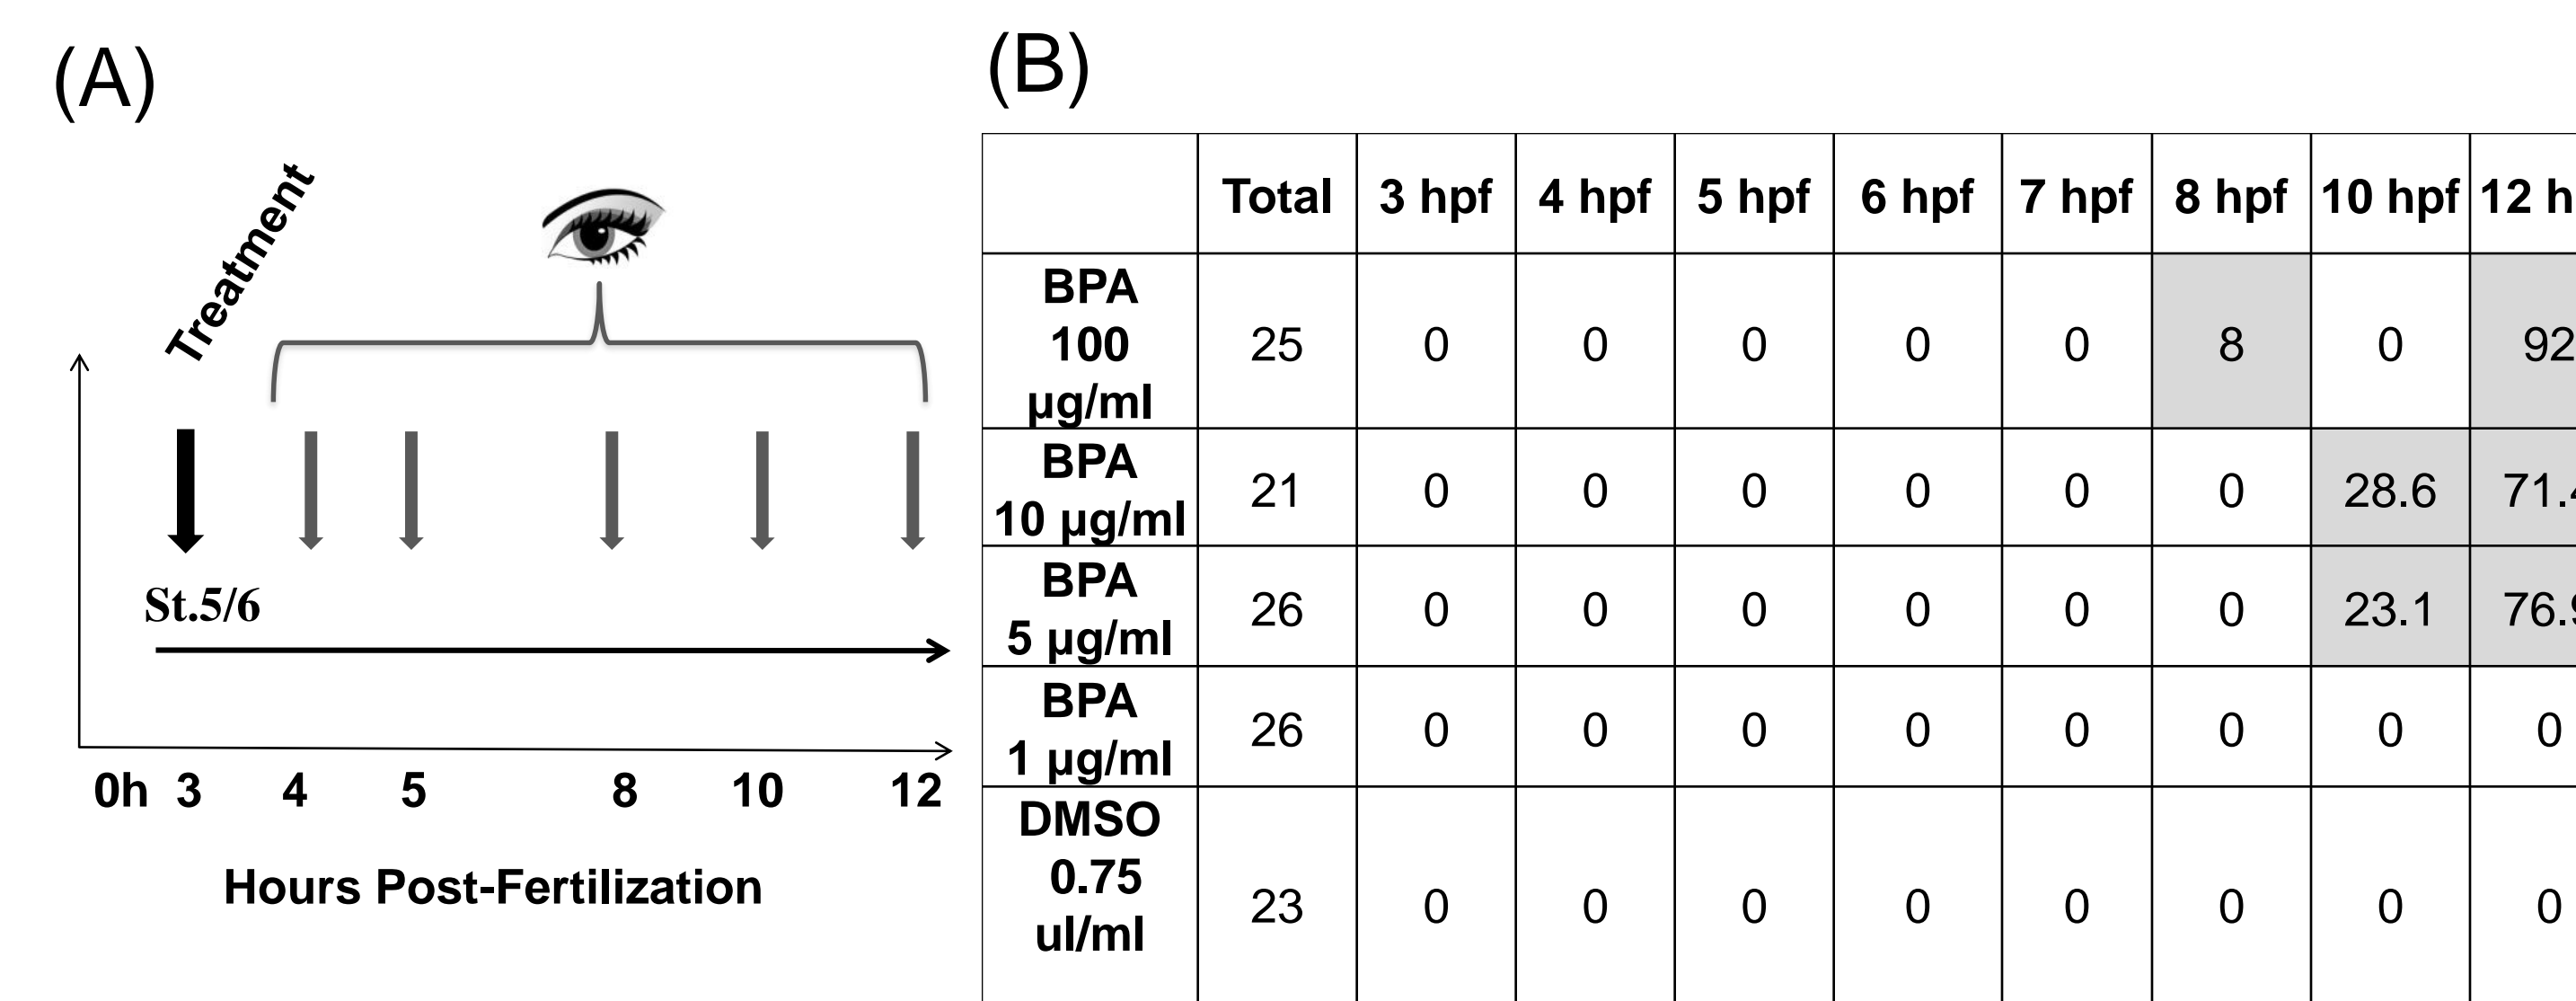 (A)
Treatment
St.5/6
0h 3 4 5 8 10 12
Hours Post-Fertilization
(B)
Total 3 hpf 4 hpf 5 hpf 6 hpf 7 hpf 8 hpf 10 hpf 12 h
BPA
100
µg/ml
25 0 0 0 0 0 8 0 92
BPA
10 µg/ml
21 0 0 0 0 0 0 28.6 71.4
BPA
5 µg/ml
26 0 0 0 0 0 0 23.1 76.9
BPA
1 µg/ml
26 0 0 0 0 0 0 0 0
DMSO
0.75
ul/ml
23 0 0 0 0 0 0 0 0